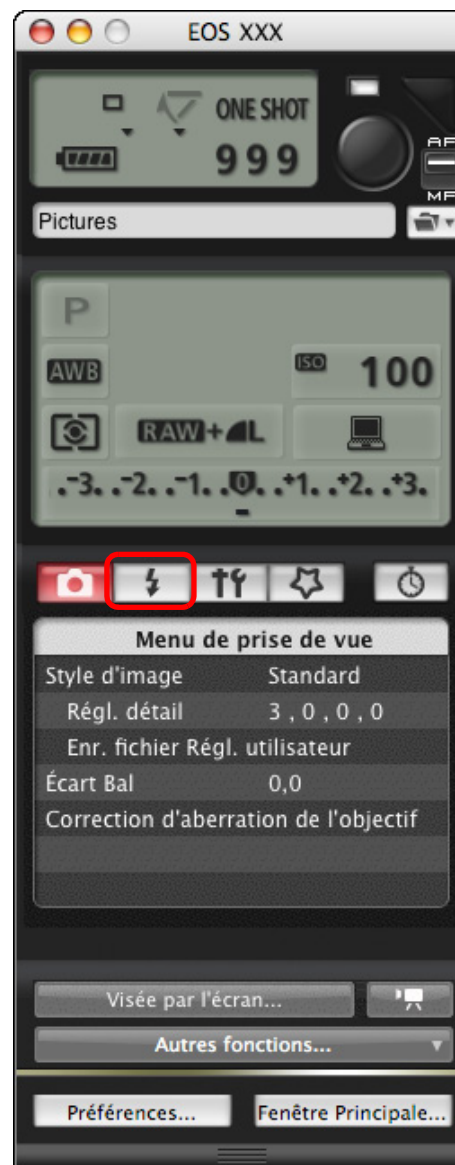 EOS XXX
ONE SHOT
999
AF
MF
Pictures
P
AWB
ISO 100
RAW+L
.-3. .-2. .-1. .0. .+1. .+2. .+3.
Menu de prise de vue
Style d'image Standard
Régl. détail 3 , 0 , 0 , 0
Enr. fichier Régl. utilisateur
Écart Bal 0,0
Correction d'aberration de l'objectif
Visée par l'écran...
Autres fonctions...
Préférences... Fenêtre Principale...